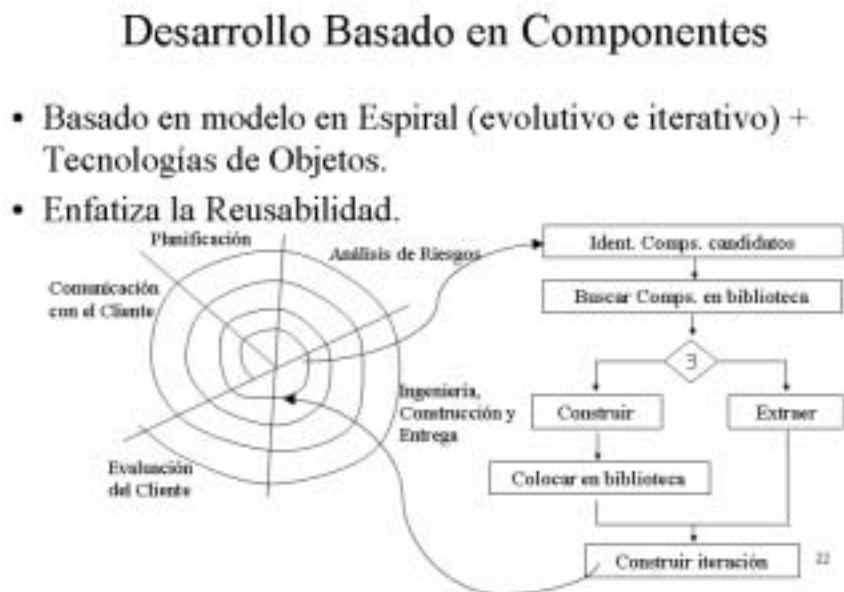 Desarrollo Basado en Componentes
• Basado en modelo en Espiral (evolutivo e iterativo) +
Tecnologías de Objetos.
• Enfatiza la Reusabilidad.
Planificación
Análisis de Riesgos
Comunicación
con el Cliente
Ingeniería,
Construcción y
Entrega
Evaluación
del Cliente
Ident. Comps. candidatos
Buscar Comps. en biblioteca
3
Construir
Extraer
Colocar en biblioteca
Construir iteración
22